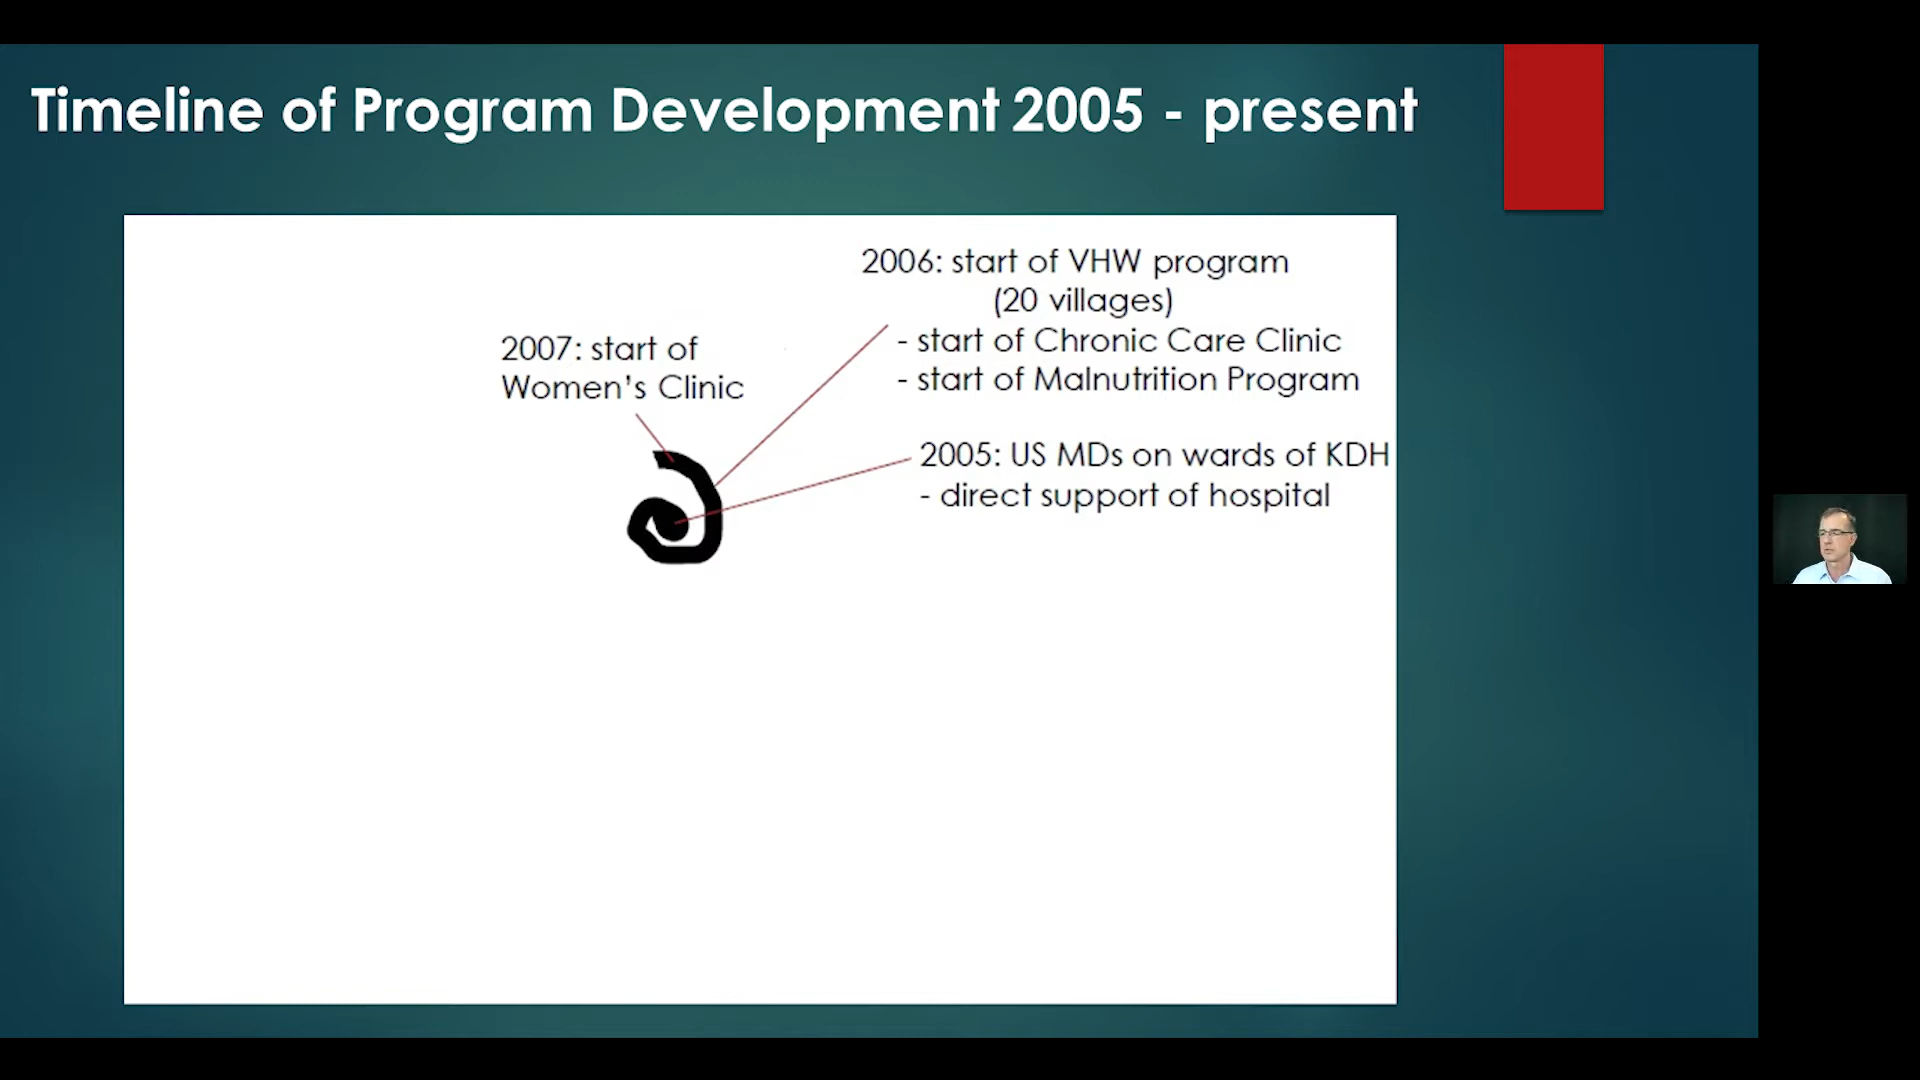 Timeline of Program Development 2005 - present
2006: start of VHW program
(20 villages)
- start of Chronic Care Clinic
- start of Malnutrition Program
2007: start of
Women's Clinic
2005: US MDs on wards of KDH
- direct support of hospital